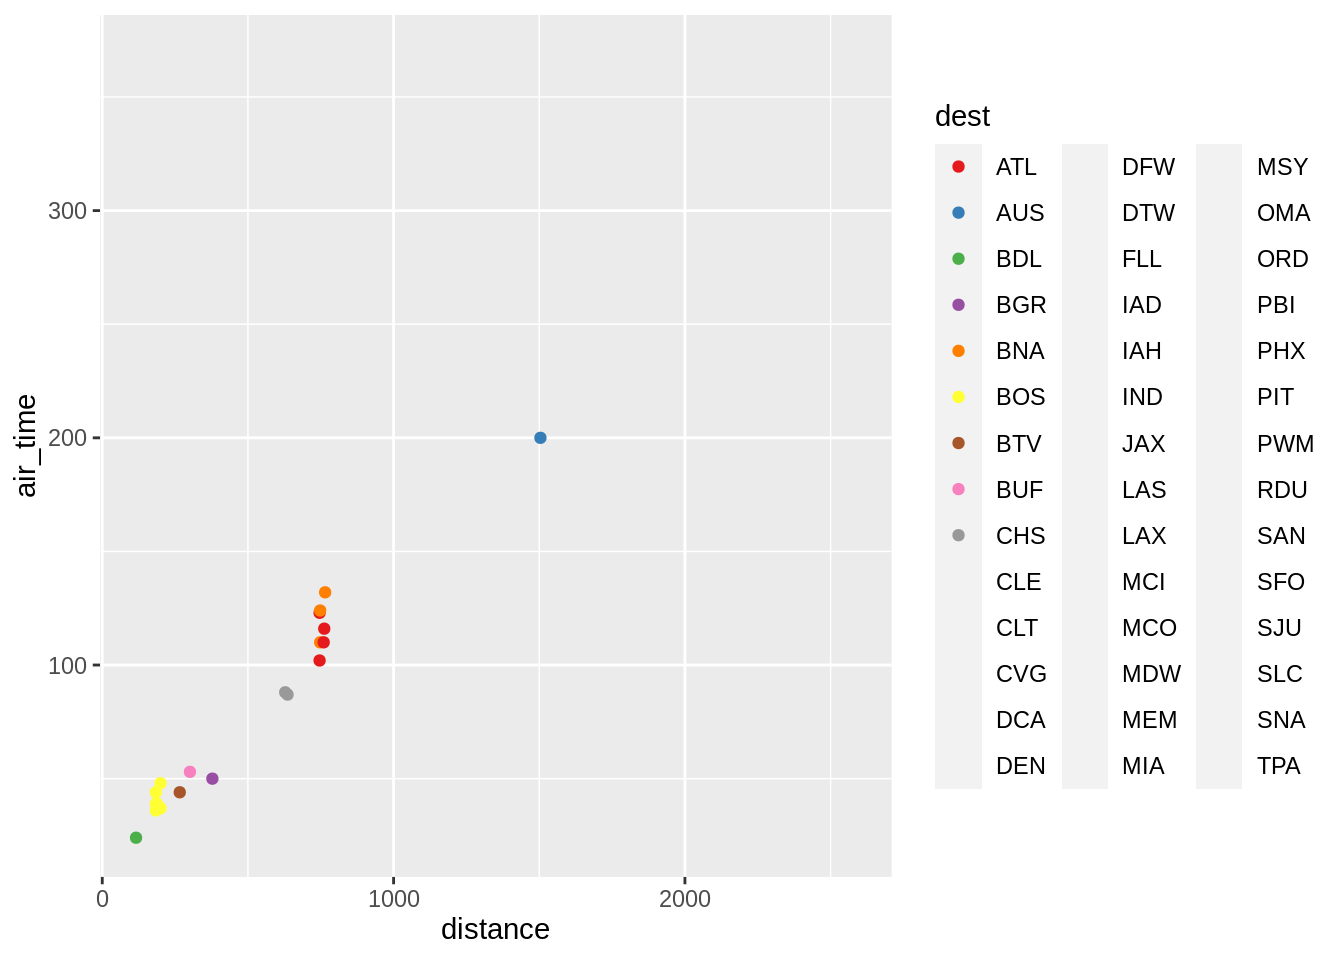 dest
ATL DFW MSY
AUS DTW OMA
BDL FLL ORD
BGR IAD PBI
BNA IAH PHX
BOS IND PIT
BTV JAX PWM
BUF LAS RDU
CHS LAX SAN
CLE MCI SFO
CLT MCO SJU
CVG MDW SLC
DCA MEM SNA
DEN MIA TPA
air_time
300
200
100
0 1000 2000
distance